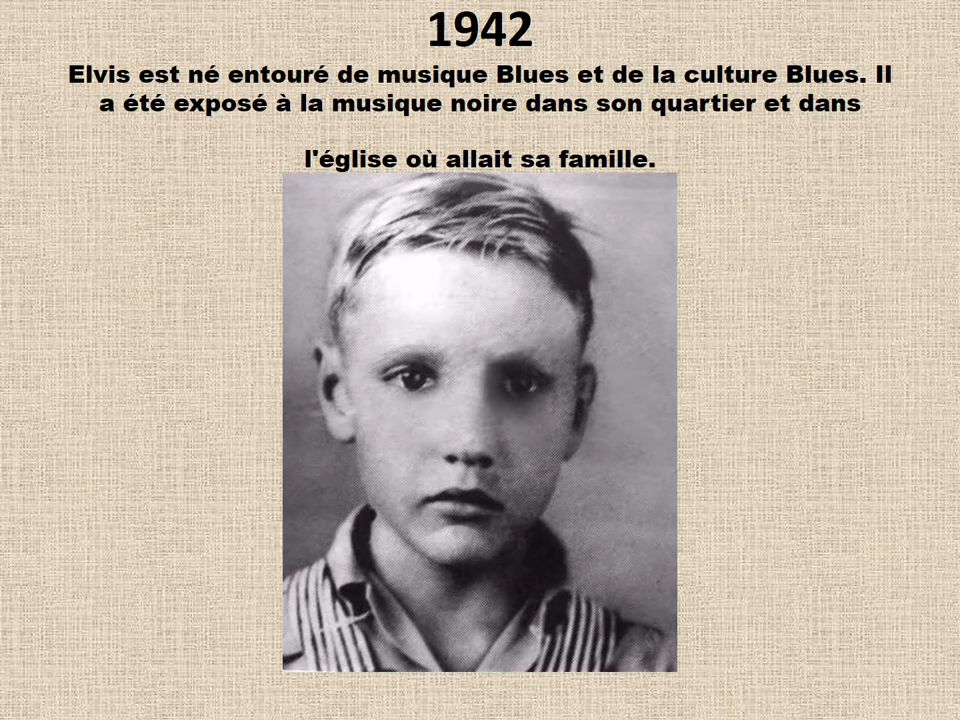 1942
Elvis est né entouré de musique Blues et de la culture Blues. Il
a été exposé à la musique noire dans son quartier et dans
l'église où allait sa famille.